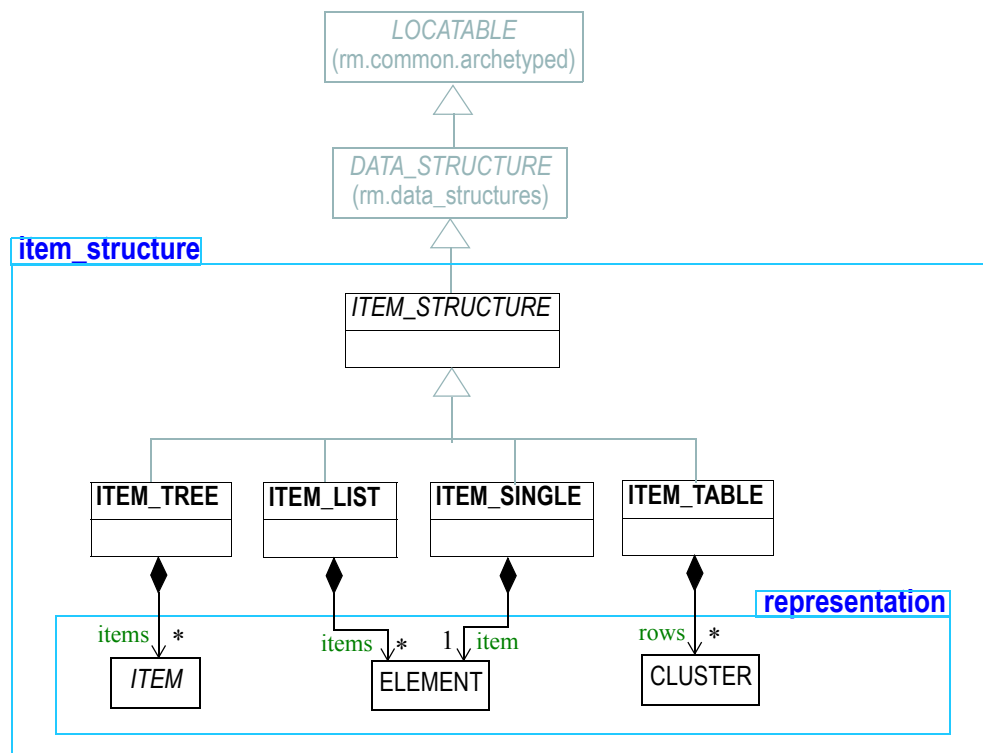 LOCATABLE
(rm.common.archetyped)
DATA_STRUCTURE
(rm.data_structures)
item_structure
ITEM_STRUCTURE
ITEM_TREE
ITEM_LIST
ITEM_SINGLE
ITEM_TABLE
representation
items *
items *
1 item
rows *
ITEM
ELEMENT
CLUSTER